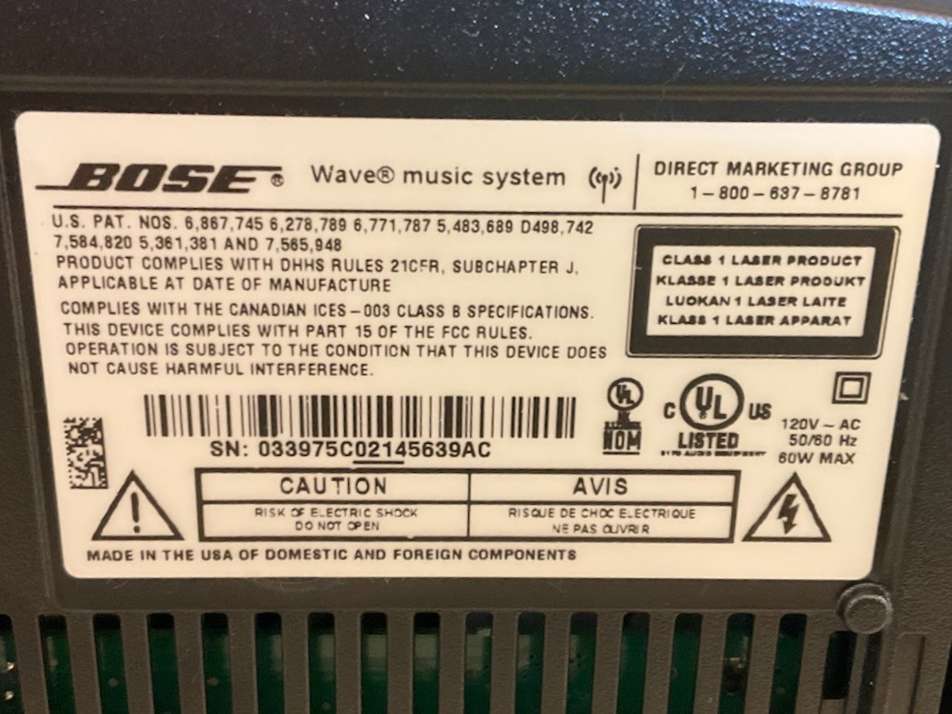 BOSE® Wave® music system
DIRECT MARKETING GROUP
1-800-637-8781
U.S. PAT. NOS. 6,867,745 6,278,789 6,771,787 5,483,689 D498,742
7,584,820 5,361,381 AND 7,565,948
PRODUCT COMPLIES WITH DHHS RULES 21CFR, SUBCHAPTER J,
APPLICABLE AT DATE OF MANUFACTURE
COMPLIES WITH THE CANADIAN ICES-003 CLASS B SPECIFICATIONS.
THIS DEVICE COMPLIES WITH PART 15 OF THE FCC RULES.
OPERATION IS SUBJECT TO THE CONDITION THAT THIS DEVICE DOES
NOT CAUSE HARMFUL INTERFERENCE.
CLASS 1 LASER PRODUCT
KLASSE 1 LASER PRODUKT
LUOKAN 1 LASER LAITE
KLASS 1 LASER APPARAT
SN: 033975C02145639AC
UL
NOM
C UL US
LISTED
AUDIO EQUIPMENT
120V ~ AC
50/60 Hz
60W MAX
CAUTION
RISK OF ELECTRIC SHOCK
DO NOT OPEN
AVIS
RISQUE DE CHOC ELECTRIQUE
NE PAS OUVRIR
MADE IN THE USA OF DOMESTIC AND FOREIGN COMPONENTS